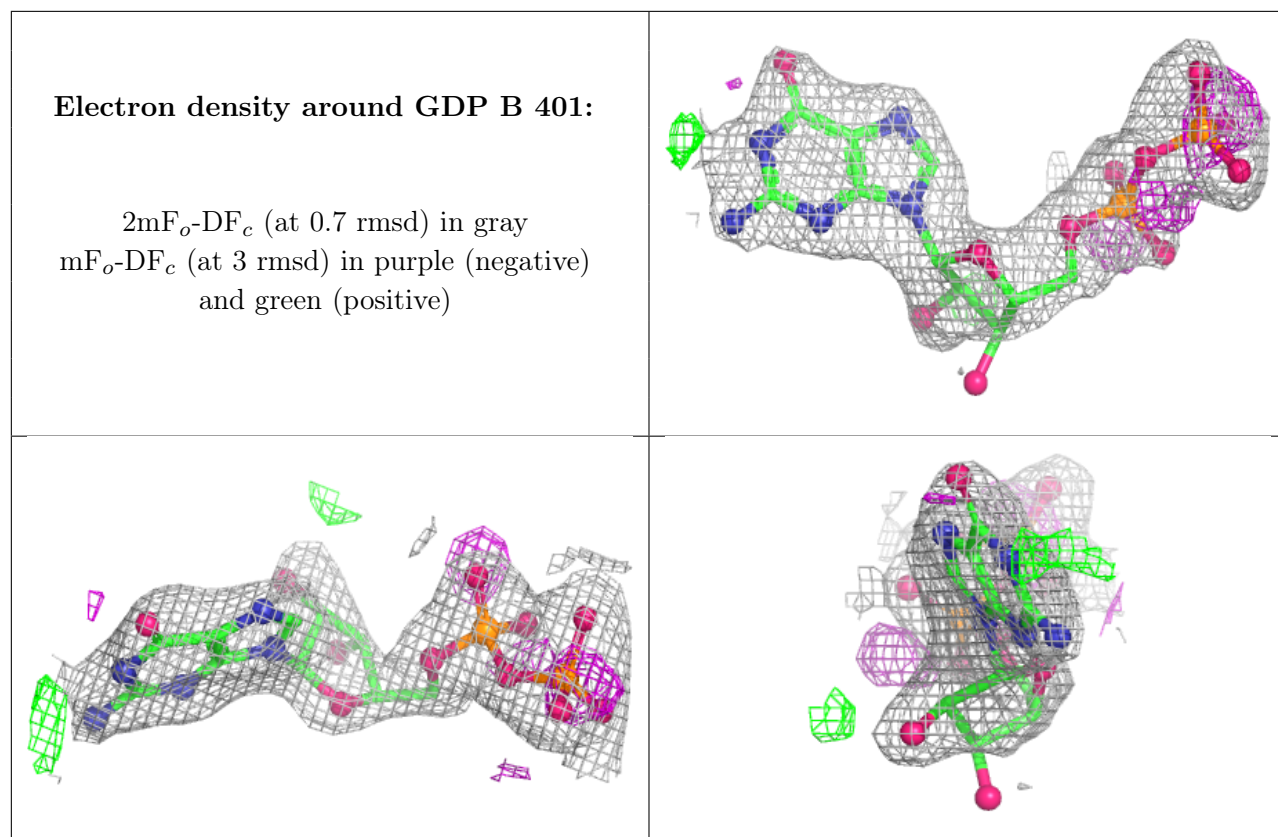 Electron density around GDP B 401:
2mFₒ-DF𝒸 (at 0.7 rmsd) in gray
mFₒ-DF𝒸 (at 3 rmsd) in purple (negative)
and green (positive)